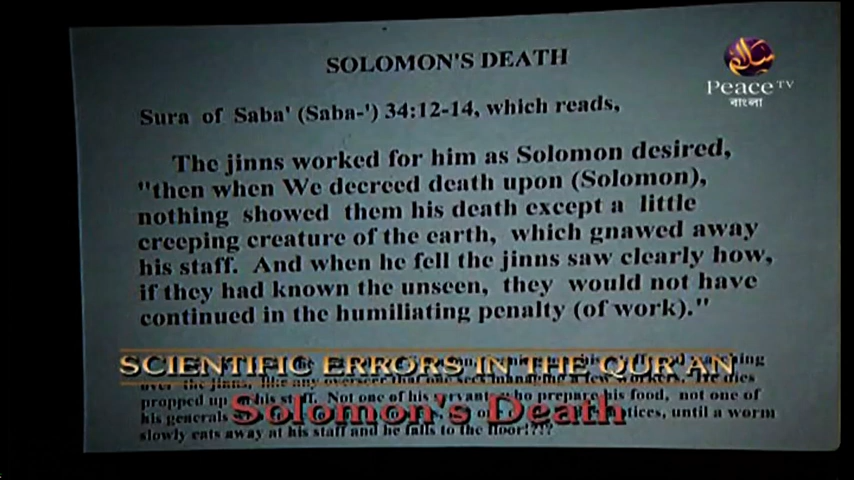 SOLOMON'S DEATH
Peace TV
বাংলা
Sura of Saba' (Saba-') 34:12-14, which reads,
The jinns worked for him as Solomon desired,
"then when We decreed death upon (Solomon),
nothing showed them his death except a little
creeping creature of the earth, which gnawed away
his staff. And when he fell the jinns saw clearly how,
if they had known the unseen, they would not have
continued in the humiliating penalty (of work)."
SCIENTIFIC ERRORS IN THE QUR'AN
over the jinns, like any overseer that one sees managing a few workers. He dies
propped up his staff. Not one of his servants who prepare his food, not one of
Solomon's Death
his generals until a worm
slowly eats away at his staff and he falls to the floor!???